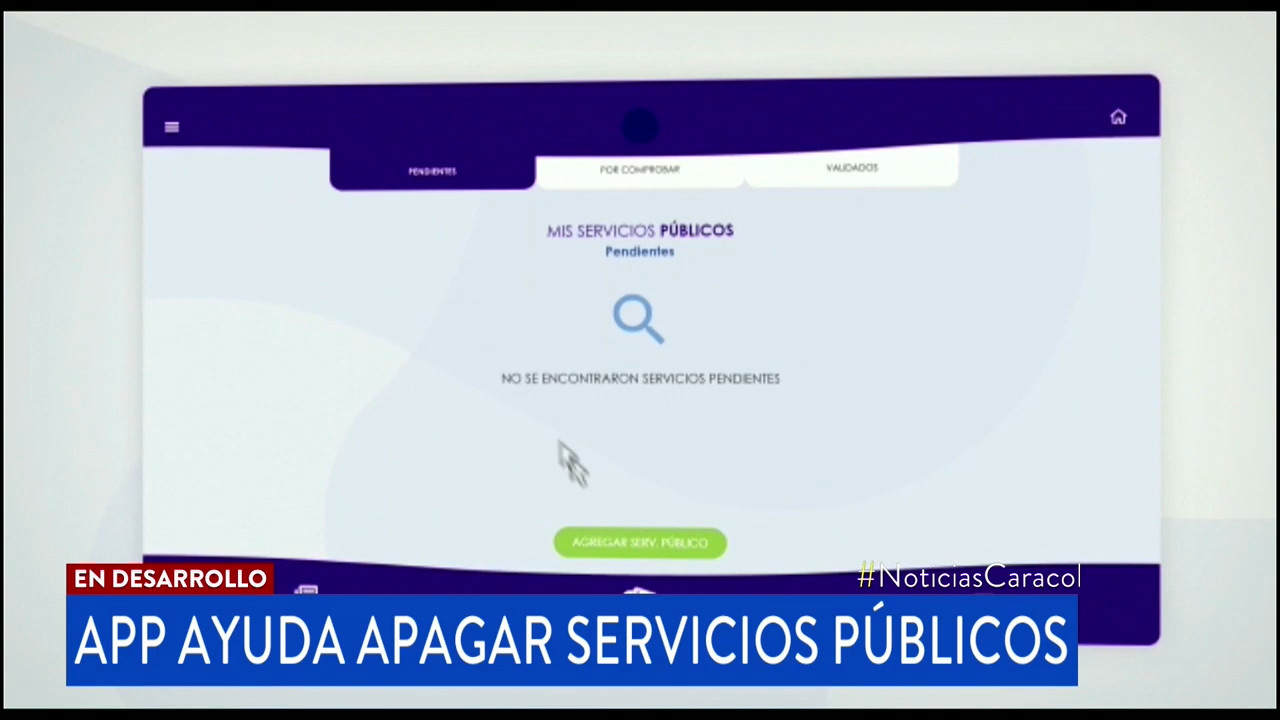 PENDIENTES
POR COMPROBAR
VALIDADOS
MIS SERVICIOS PÚBLICOS
Pendientes
NO SE ENCONTRARON SERVICIOS PENDIENTES
AGREGAR SERV. PÚBLICO
EN DESARROLLO
#NoticiasCaracol
APP AYUDA APAGAR SERVICIOS PÚBLICOS